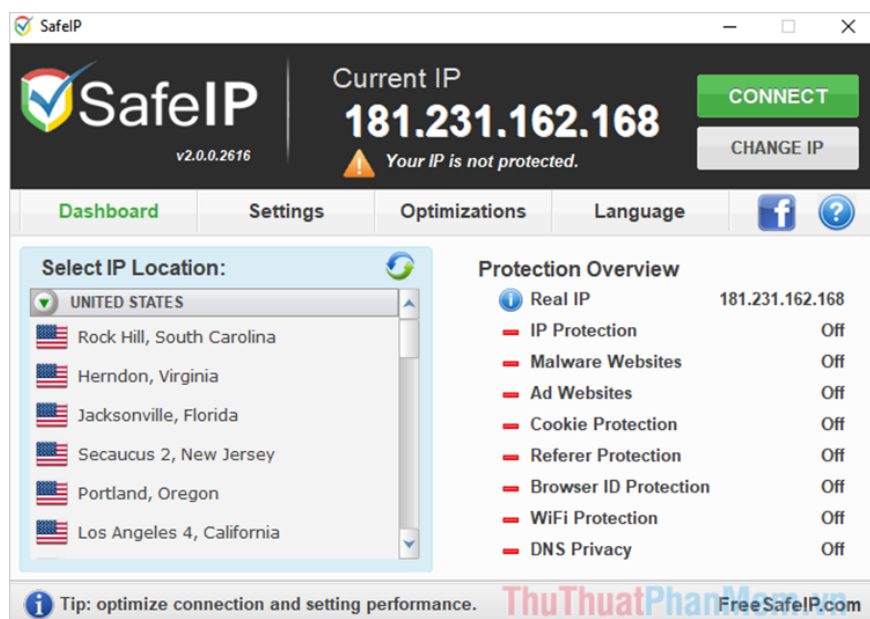 SafeIP
SafeIP
v2.0.0.2616
Current IP
181.231.162.168
Your IP is not protected.
CONNECT
CHANGE IP
Dashboard Settings Optimizations Language
Select IP Location:
UNITED STATES
Rock Hill, South Carolina
Herndon, Virginia
Jacksonville, Florida
Secaucus 2, New Jersey
Portland, Oregon
Los Angeles 4, California
Protection Overview
Real IP 181.231.162.168
IP Protection Off
Malware Websites Off
Ad Websites Off
Cookie Protection Off
Referer Protection Off
Browser ID Protection Off
WiFi Protection Off
DNS Privacy Off
Tip: optimize connection and setting performance.
ThuThuatPhanMem.vn
FreeSafeIP.com